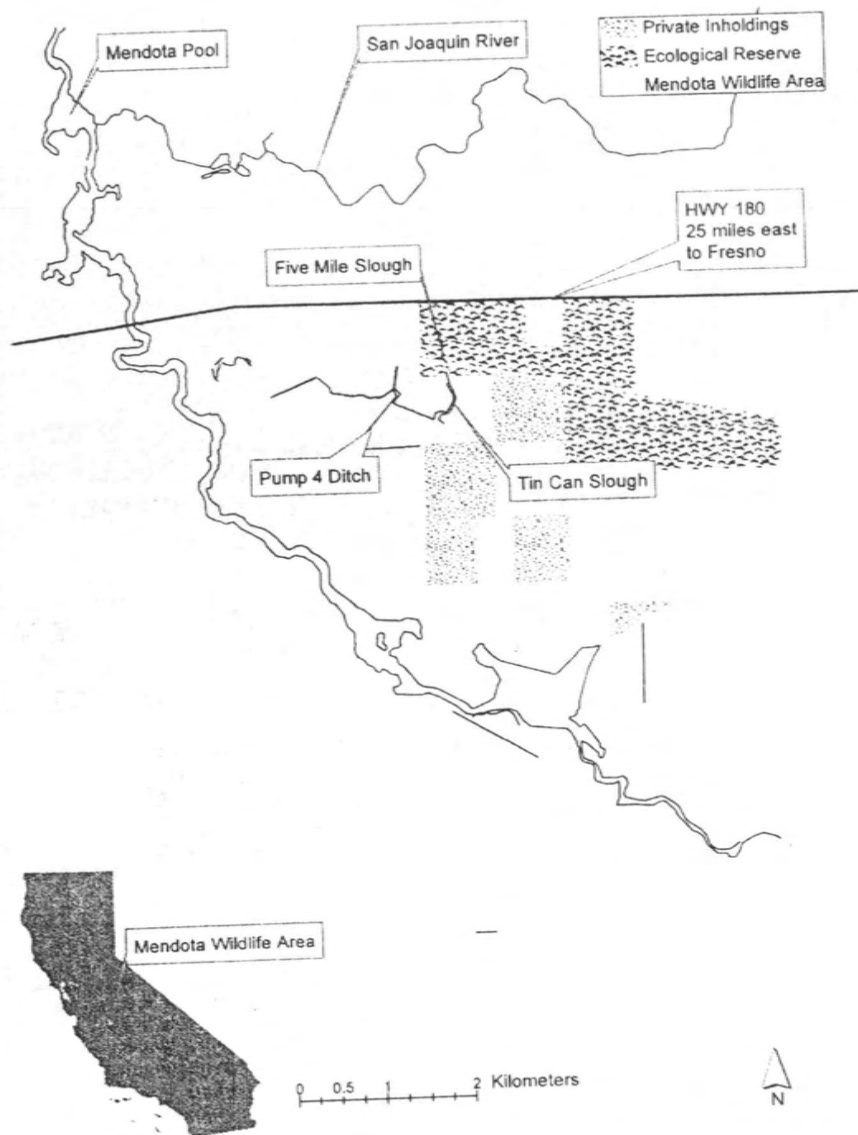 Mendota Pool
San Joaquin River
Private Inholdings
Ecological Reserve
Mendota Wildlife Area
HWY 180
25 miles east
to Fresno
Five Mile Slough
Pump 4 Ditch
Tin Can Slough
Mendota Wildlife Area
0 0.5 1 2 Kilometers
N